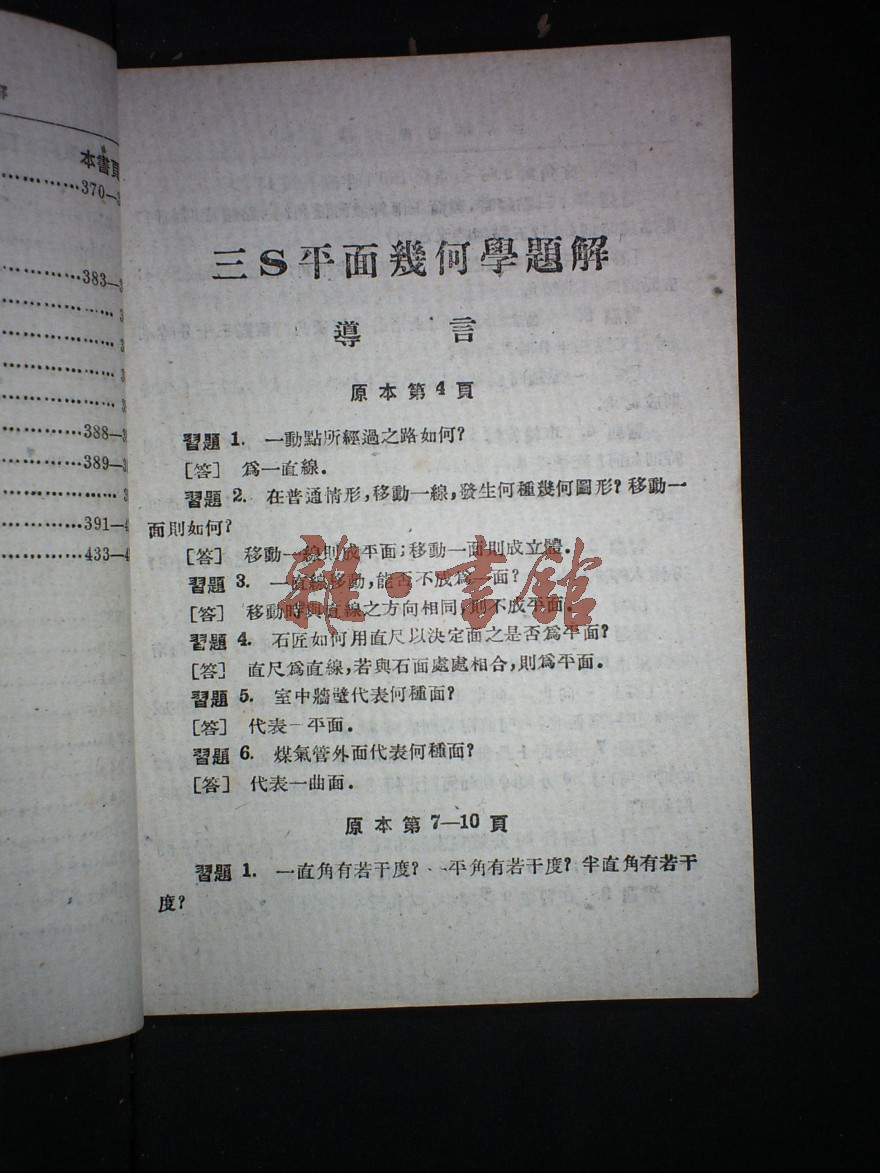 本書頁
370—
383—
388—
389—
391—4
433—4
三S平面幾何學題解
導 言
原本第4頁
習題 1. 一動點所經過之路如何?
[答] 爲一直線.
習題 2. 在普通情形,移動一線,發生何種幾何圖形?移動一
面則如何?
[答] 移動一線則成平面;移動一面則成立體.
習題 3. 一直線移動,能否不成爲一面?
[答] 移動時與直線之方向相同,則不成平面.
習題 4. 石匠如何用直尺以決定面之是否爲平面?
[答] 直尺爲直線,若與石面處處相合,則爲平面.
習題 5. 室中牆壁代表何種面?
[答] 代表一平面.
習題 6. 煤氣管外面代表何種面?
[答] 代表一曲面.
原本第7—10頁
習題 1. 一直角有若干度?一平角有若干度?半直角有若干
度?
雜·書館